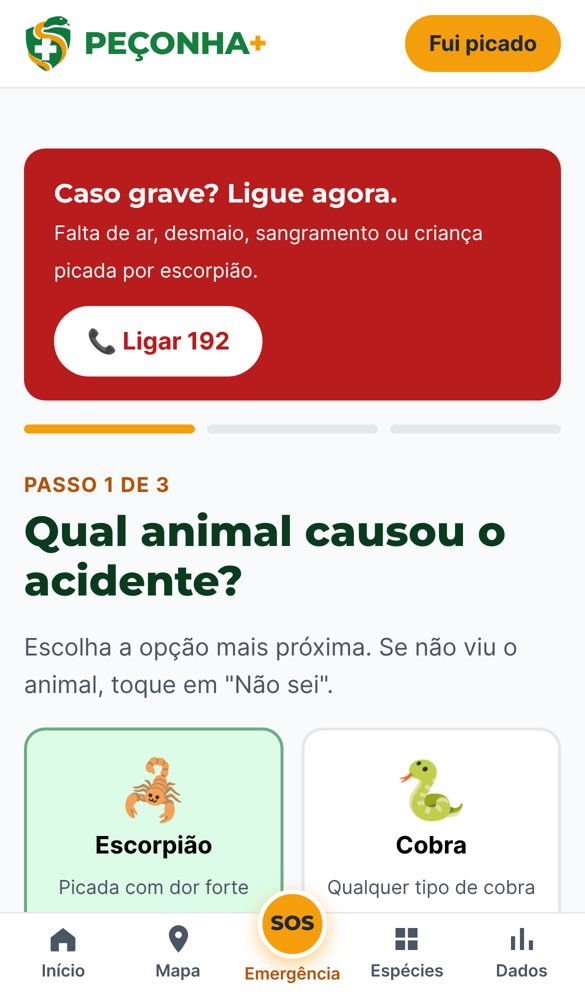 PEÇONHA+
Fui picado
Caso grave? Ligue agora.
Falta de ar, desmaio, sangramento ou criança
picada por escorpião.
Ligar 192
PASSO 1 DE 3
Qual animal causou o
acidente?
Escolha a opção mais próxima. Se não viu o
animal, toque em "Não sei".
Escorpião
Picada com dor forte
Cobra
Qualquer tipo de cobra
Início
Mapa
SOS
Emergência
Espécies
Dados